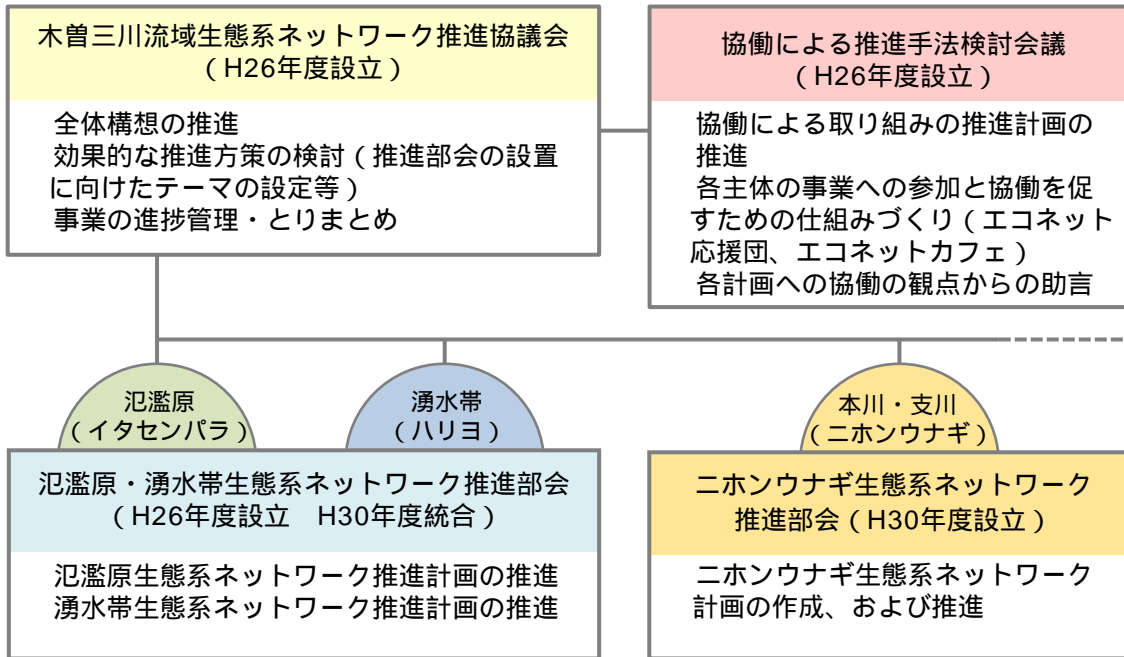 木曽三川流域生態系ネットワーク推進協議会
（H26年度設立）
全体構想の推進
効果的な推進方策の検討（推進部会の設置
に向けたテーマの設定等）
事業の進捗管理・とりまとめ
協働による推進手法検討会議
（H26年度設立）
協働による取り組みの推進計画の
推進
各主体の事業への参加と協働を促
すための仕組みづくり（エコネット
応援団、エコネットカフェ）
各計画への協働の観点からの助言
氾濫原
（イタセンパラ）
湧水帯
（ハリヨ）
本川・支川
（ニホンウナギ）
氾濫原・湧水帯生態系ネットワーク推進部会
（H26年度設立　H30年度統合）
氾濫原生態系ネットワーク推進計画の推進
湧水帯生態系ネットワーク推進計画の推進
ニホンウナギ生態系ネットワーク
推進部会（H30年度設立）
ニホンウナギ生態系ネットワーク
計画の作成、および推進